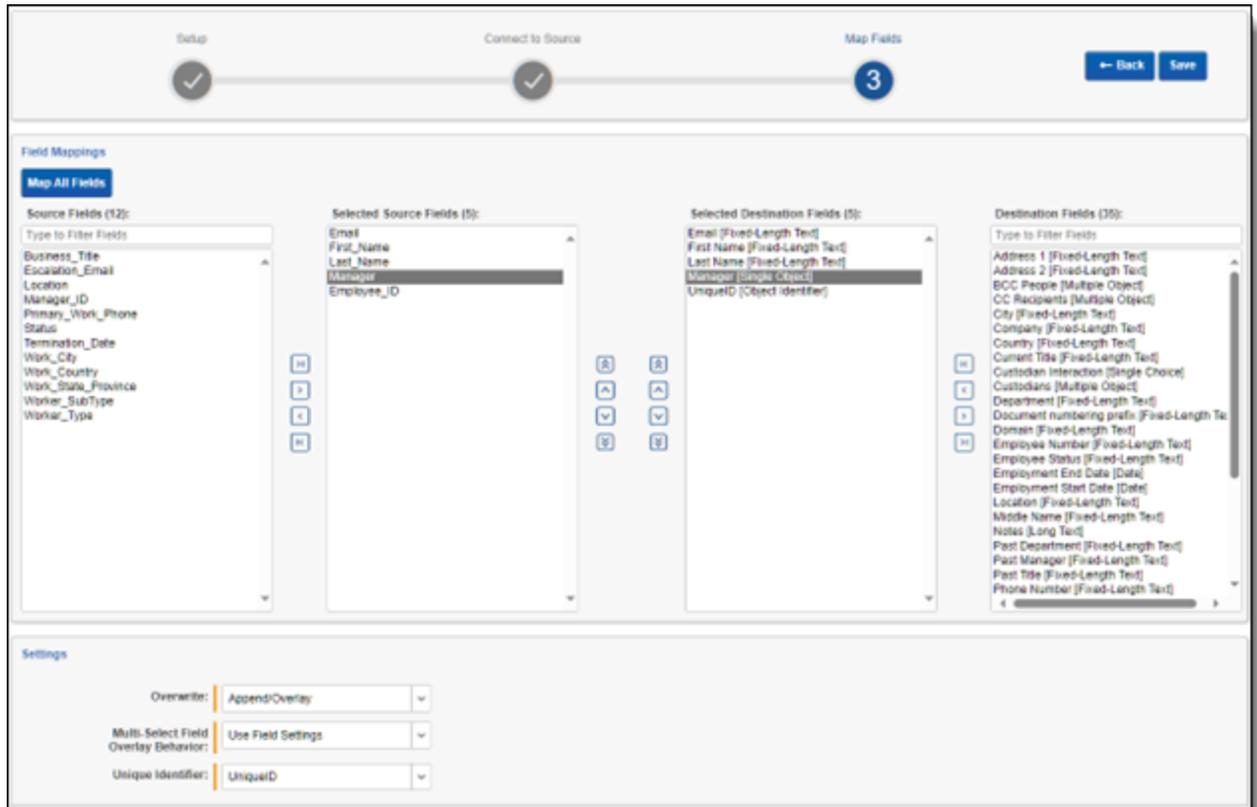 Setup
Connect to Source
Map Fields
3
← Back
Save
Field Mappings
Map All Fields
Source Fields (12):
Type to Filter Fields
Business_Title
Escalation_Email
Location
Manager_ID
Primary_Work_Phone
Status
Termination_Date
Work_City
Work_Country
Work_State_Province
Worker_SubType
Worker_Type
Selected Source Fields (5):
Email
First_Name
Last_Name
Manager
Employee_ID
Selected Destination Fields (5):
Email [Fixed-Length Text]
First Name [Fixed-Length Text]
Last Name [Fixed-Length Text]
Manager [Single Object]
UniqueID [Object Identifier]
Destination Fields (35):
Type to Filter Fields
Address 1 [Fixed-Length Text]
Address 2 [Fixed-Length Text]
BCC People [Multiple Object]
CC Recipients [Multiple Object]
City [Fixed-Length Text]
Company [Fixed-Length Text]
Country [Fixed-Length Text]
Current Title [Fixed-Length Text]
Custodian Interaction [Single Choice]
Custodians [Multiple Object]
Department [Fixed-Length Text]
Document numbering prefix [Fixed-Length Te
Domain [Fixed-Length Text]
Employee Number [Fixed-Length Text]
Employee Status [Fixed-Length Text]
Employment End Date [Date]
Employment Start Date [Date]
Location [Fixed-Length Text]
Middle Name [Fixed-Length Text]
Notes [Long Text]
Past Department [Fixed-Length Text]
Past Manager [Fixed-Length Text]
Past Title [Fixed-Length Text]
Phone Number [Fixed-Length Text]
Settings
Overwrite:
Append/Overlay
Multi-Select Field
Overlay Behavior:
Use Field Settings
Unique Identifier:
UniqueID